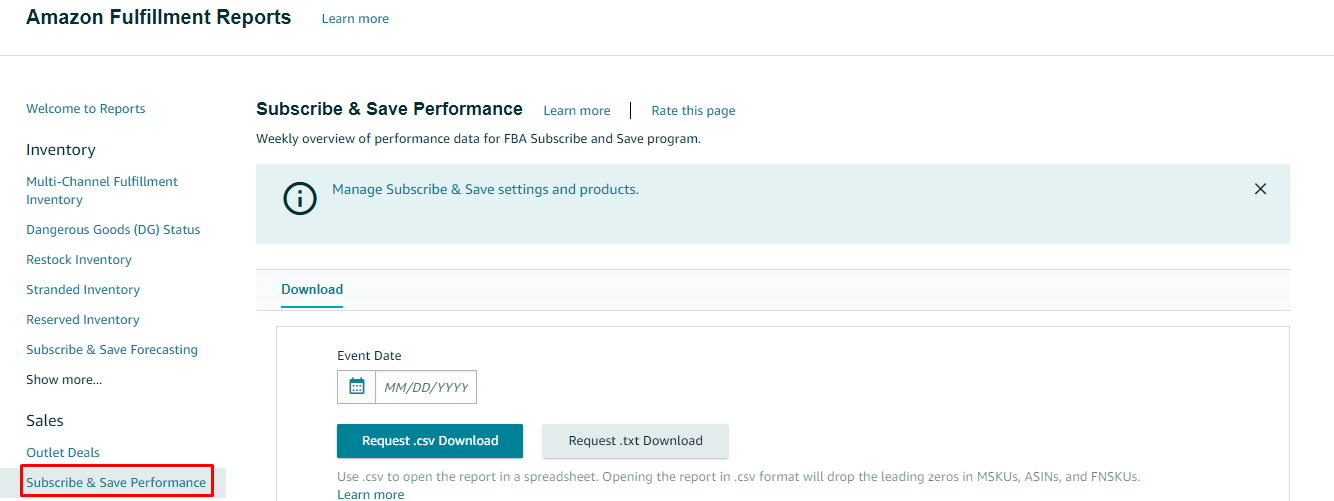 Amazon Fulfillment Reports Learn more
Welcome to Reports
Inventory
Multi-Channel Fulfillment
Inventory
Dangerous Goods (DG) Status
Restock Inventory
Stranded Inventory
Reserved Inventory
Subscribe & Save Forecasting
Show more...
Sales
Outlet Deals
Subscribe & Save Performance
Subscribe & Save Performance Learn more | Rate this page
Weekly overview of performance data for FBA Subscribe and Save program.
Manage Subscribe & Save settings and products.
Download
Event Date
MM/DD/YYYY
Request .csv Download Request .txt Download
Use .csv to open the report in a spreadsheet. Opening the report in .csv format will drop the leading zeros in MSKUs, ASINs, and FNSKUs.
Learn more